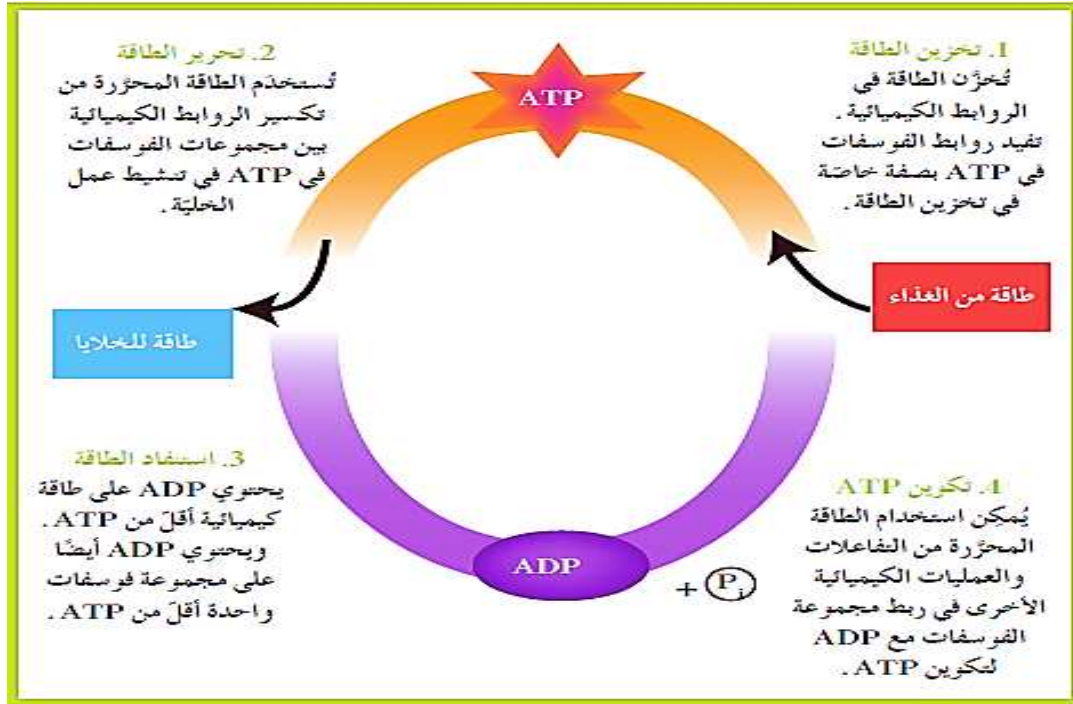 1. تخزين الطاقة
تُخزَّن الطاقة في
الروابط الكيميائية.
تفيد روابط الفوسفات
في ATP بصفة خاصّة
في تخزين الطاقة.
ATP
2. تحرير الطاقة
تُستخدَم الطاقة المحرَّرة من
تكسير الروابط الكيميائية
بين مجموعات الفوسفات
في ATP في تنشيط عمل
الخليّة.
طاقة من الغذاء
طاقة للخلايا
3. استنفاد الطاقة
يحتوي ADP على طاقة
كيميائية أقلّ من ATP.
ويحتوي ADP أيضًا
على مجموعة فوسفات
واحدة أقلّ من ATP.
4. تكوين ATP
يُمكِن استخدام الطاقة
المحرَّرة من التفاعلات
والعمليات الكيميائية
الأخرى في ربط مجموعة
الفوسفات مع ADP
لتكوين ATP.
ADP
+ Pi